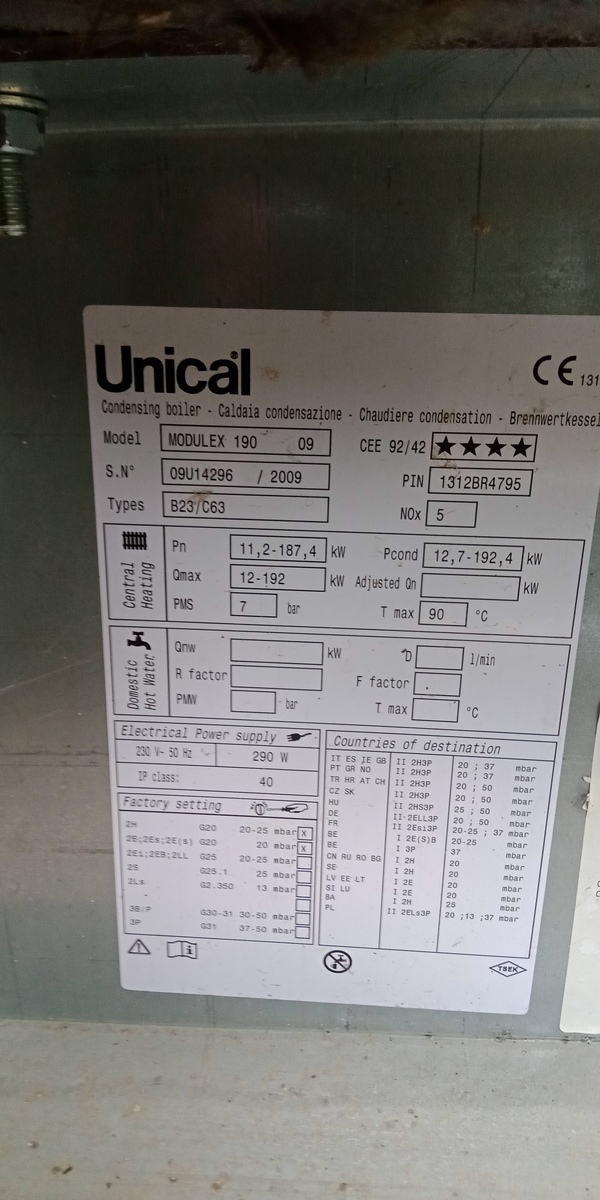 Unical®
CE 131
Condensing boiler - Caldaia condensazione - Chaudiere condensation - Brennwertkessel
Model MODULEX 190 09 CEE 92/42 ★★★★
S.N° 09U14296 / 2009 PIN 1312BR4795
Types B23/C63 NOx 5
Central Heating
Pn 11,2-187,4 kW Pcond 12,7-192,4 kW
Qmax 12-192 kW Adjusted Qn kW
PMS 7 bar T max 90 °C
Domestic Hot Water
Qnw kW D l/min
R factor F factor
PMW bar T max °C
Electrical Power supply
230 V~ 50 Hz 290 W
IP class: 40
Factory setting
2H G20 20-25 mbar x
2E;2Es;2E(s) G20 20 mbar x
2Ei;2ER;2LL G25 20-25 mbar
2S G25.1 25 mbar
2Ls G2.350 13 mbar
-
3B/P G30-31 30-50 mbar
3P G31 37-50 mbar
Countries of destination
IT ES IE GB II 2H3P 20 ; 37 mbar
PT GR NO II 2H3P 20 ; 37 mbar
TR HR AT CH II 2H3P 20 ; 50 mbar
CZ SK II 2H3P 20 ; 50 mbar
HU II 2HS3P 25 ; 50 mbar
DE II 2ELL3P 20 ; 50 mbar
FR II 2Esi3P 20-25 ; 37 mbar
BE I 2E(S)B 20-25 mbar
BE I 3P 37 mbar
CN RU RO BG I 2H 20 mbar
SE I 2H 20 mbar
LV EE LT I 2E 20 mbar
SI LU I 2E 20 mbar
BA I 2H 25 mbar
PL II 2ELs3P 20 ;13 ;37 mbar
TSEK